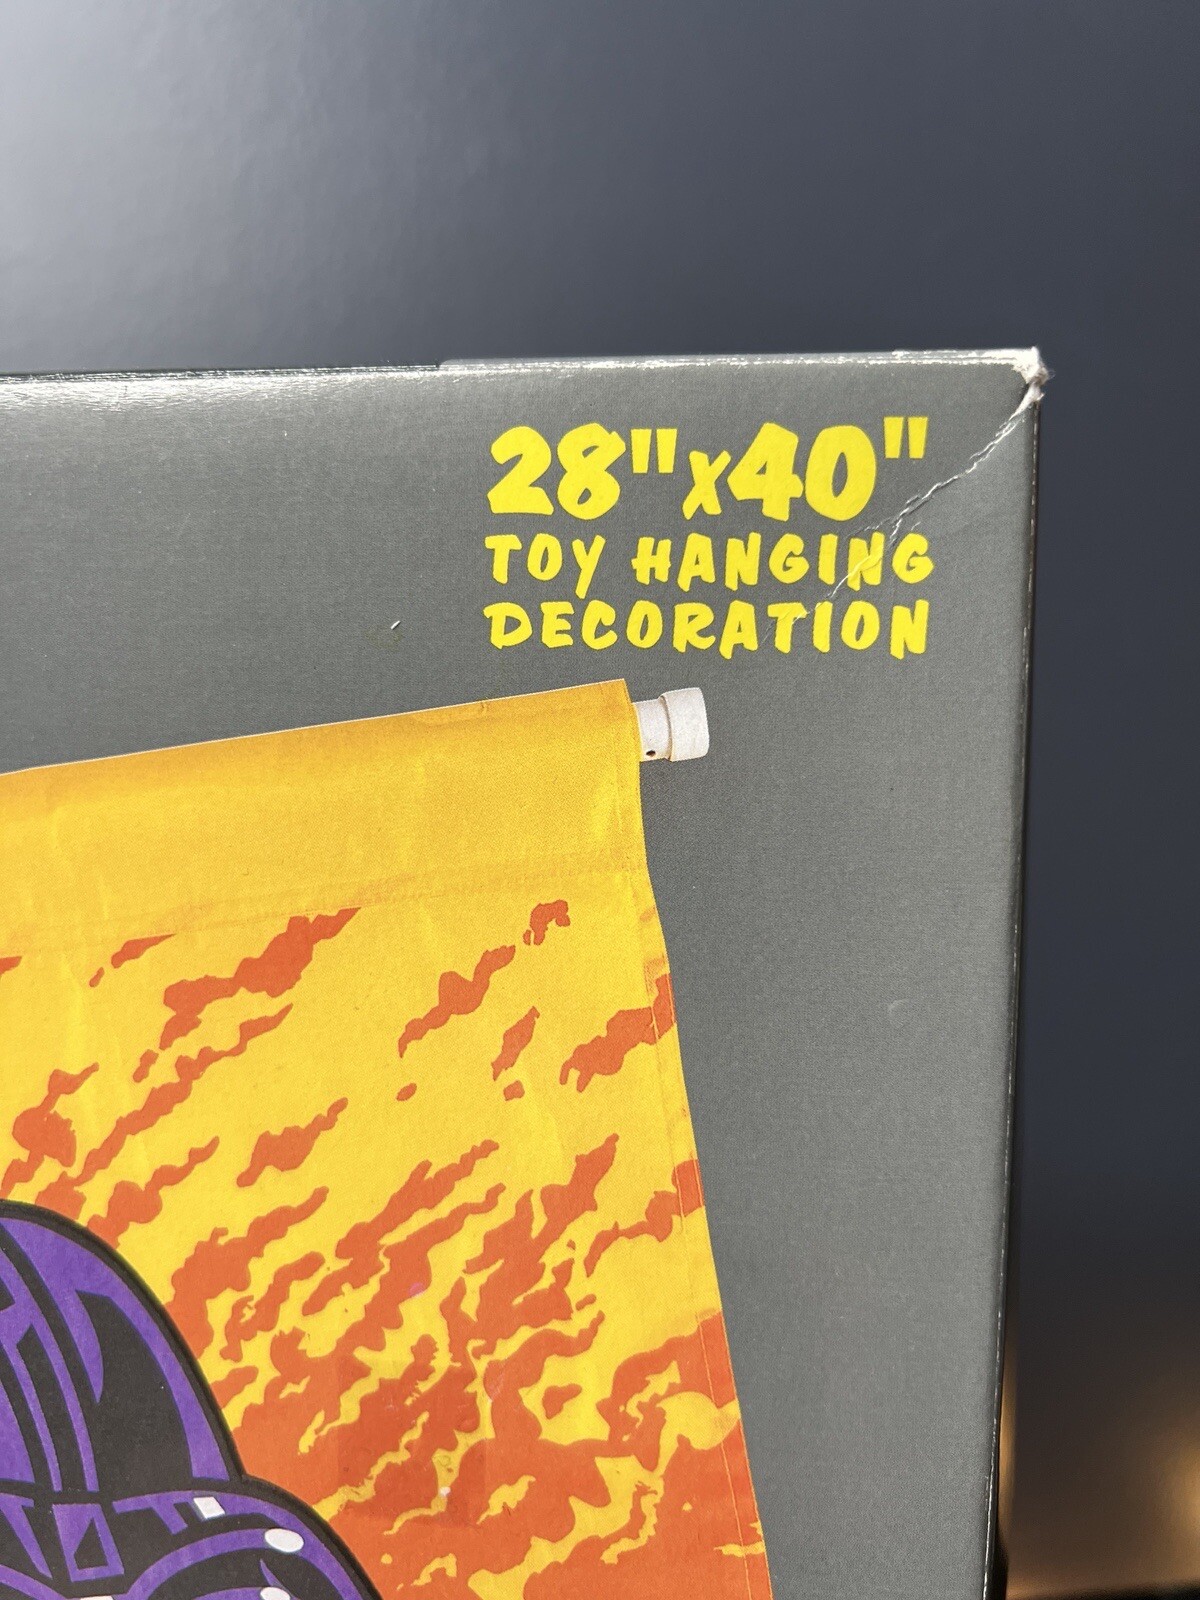 28"x40"
TOY HANGING
DECORATION